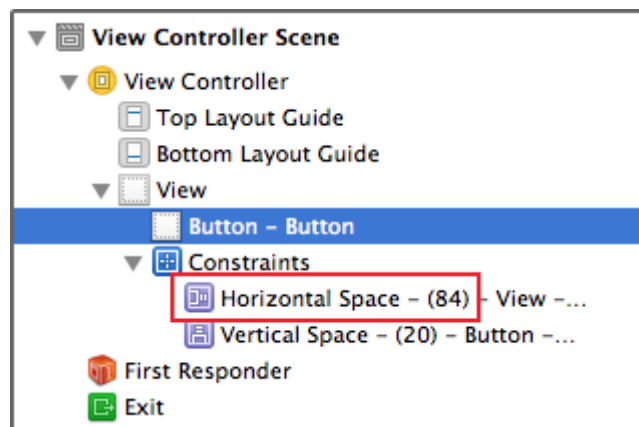 View Controller Scene
View Controller
Top Layout Guide
Bottom Layout Guide
View
Button – Button
Constraints
Horizontal Space – (84) – View –...
Vertical Space – (20) – Button –...
First Responder
Exit